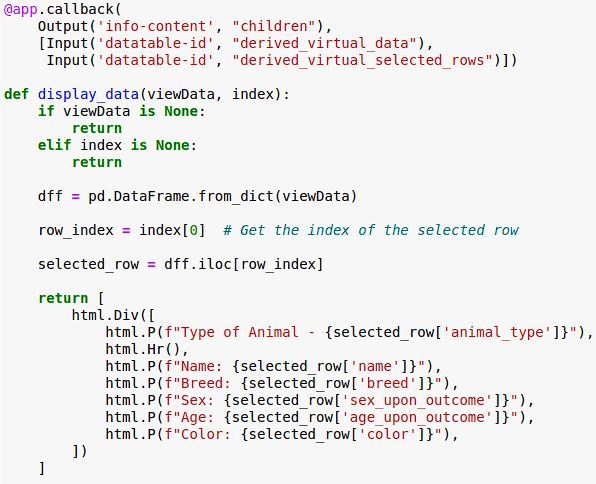 @app.callback(
    Output('info-content', "children"),
    [Input('datatable-id', "derived_virtual_data"),
     Input('datatable-id', "derived_virtual_selected_rows")])

def display_data(viewData, index):
    if viewData is None:
        return
    elif index is None:
        return

    dff = pd.DataFrame.from_dict(viewData)

    row_index = index[0]  # Get the index of the selected row

    selected_row = dff.iloc[row_index]

    return [
        html.Div([
            html.P(f"Type of Animal - {selected_row['animal_type']}"),
            html.Hr(),
            html.P(f"Name: {selected_row['name']}"),
            html.P(f"Breed: {selected_row['breed']}"),
            html.P(f"Sex: {selected_row['sex_upon_outcome']}"),
            html.P(f"Age: {selected_row['age_upon_outcome']}"),
            html.P(f"Color: {selected_row['color']}"),
        ])
    ]